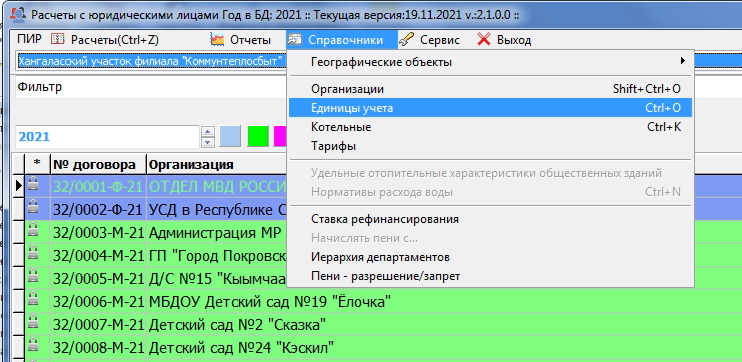 Расчеты с юридическими лицами Год в БД: 2021 :: Текущая версия:19.11.2021 v.:2.1.0.0 ::
ПИР Расчеты(Ctrl+Z) Отчеты Справочники Сервис Выход
Хангаласский участок филиала "Коммунтеплосбыт"
Географические объекты
Фильтр
Организации Shift+Ctrl+O
Единицы учета Ctrl+O
Котельные Ctrl+K
2021
Тарифы
* № договора Организация
Удельные отопительные характеристики общественных зданий
32/0001-Ф-21 ОТДЕЛ МВД РОССИ
Нормативы расхода воды Ctrl+N
32/0002-Ф-21 УСД в Республике С
Ставка рефинансирования
32/0003-М-21 Администрация МР
Начислять пени с...
32/0004-М-21 ГП "Город Покровск
Иерархия департаментов
32/0005-М-21 Д/С №15 "Кыымчаа
Пени - разрешение/запрет
32/0006-М-21 МБДОУ Детский сад №19 "Ёлочка"
32/0007-М-21 Детский сад №2 "Сказка"
32/0008-М-21 Детский сад №24 "Кэскил"